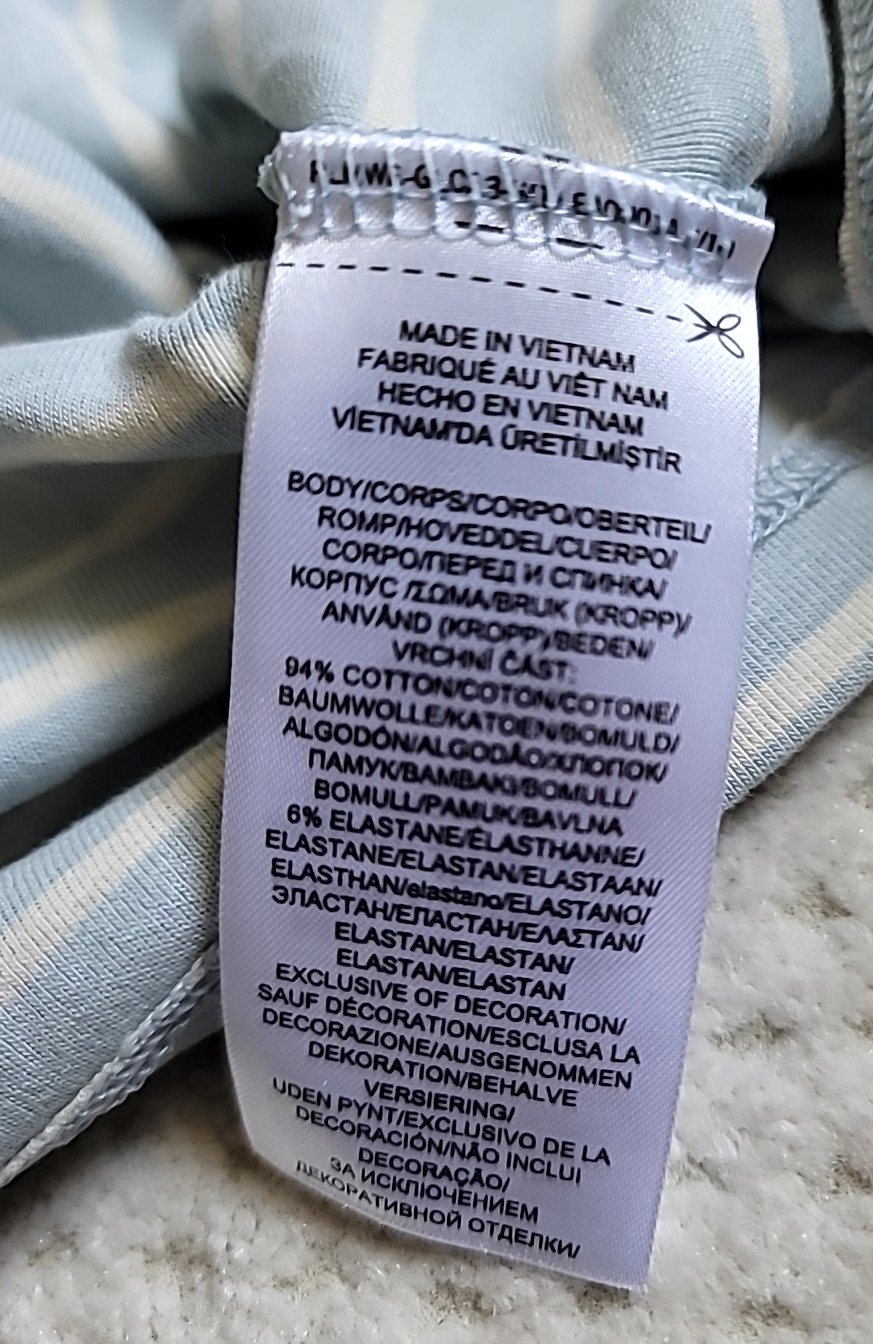 MADE IN VIETNAM
FABRIQUÉ AU VIÊT NAM
HECHO EN VIETNAM
VİETNAM'DA ÜRETİLMİŞTİR
BODY/CORPS/CORPO/OBERTEIL/
ROMP/HOVEDDEL/CUERPO/
CORPO/ПЕРЕД И СПИНКА/
КОРПУС /ΣΩΜΑ/BRUK (KROPP)/
ANVÄND (KROPP)/BEDEN/
VRCHNÍ ČÁST:
94% COTTON/COTON/COTONE/
BAUMWOLLE/KATOEN/BOMULD/
ALGODÓN/ALGODÃO/ХЛОПОК/
ПАМУК/BAMBAKI/BOMULL/
BOMULL/PAMUK/BAVLNA
6% ELASTANE/ÉLASTHANNE/
ELASTANE/ELASTAN/ELASTAAN/
ELASTHAN/elastano/ELASTANO/
ЭЛАСТАН/ЕЛАСТАН/ΕΛΑΣΤΑΝ/
ELASTAN/ELASTAN/
ELASTAN/ELASTAN
EXCLUSIVE OF DECORATION/
SAUF DÉCORATION/ESCLUSA LA
DECORAZIONE/AUSGENOMMEN
DEKORATION/BEHALVE
VERSIERING/
UDEN PYNT/EXCLUSIVO DE LA
DECORACIÓN/NÃO INCLUI
DECORAÇÃO/
ЗА ИСКЛЮЧЕНИЕМ
ДЕКОРАТИВНОЙ ОТДЕЛКИ/